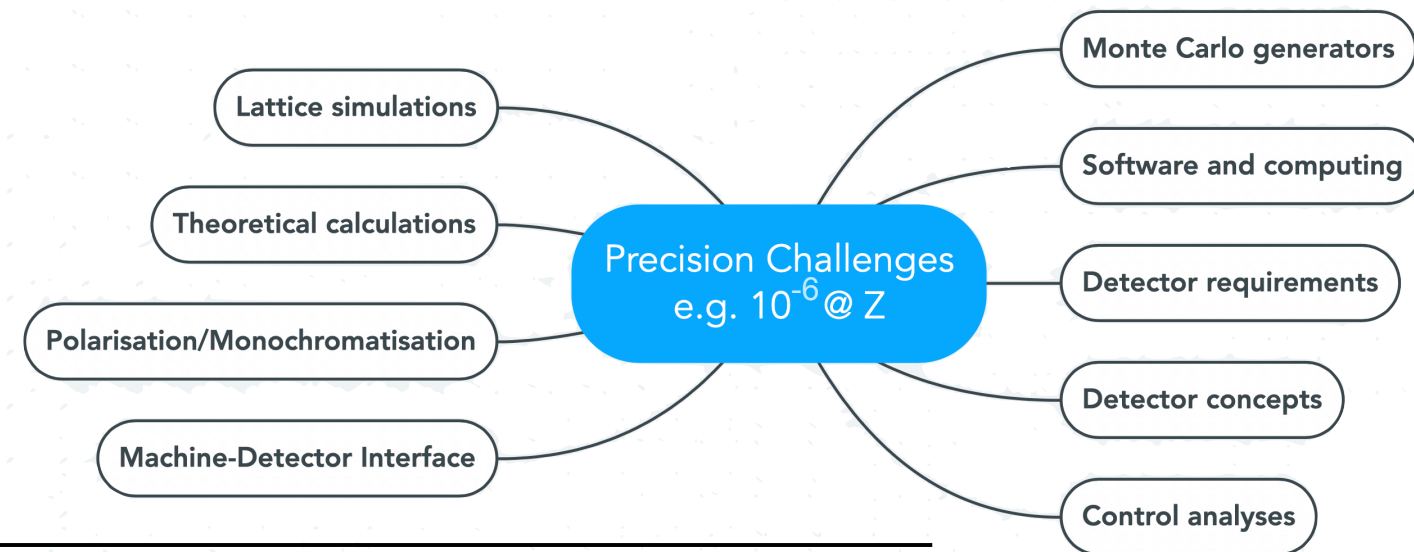 Monte Carlo generators
Lattice simulations
Software and computing
Theoretical calculations
Precision Challenges
e.g. 10⁻⁶ @ Z
Detector requirements
Polarisation/Monochromatisation
Detector concepts
Machine-Detector Interface
Control analyses